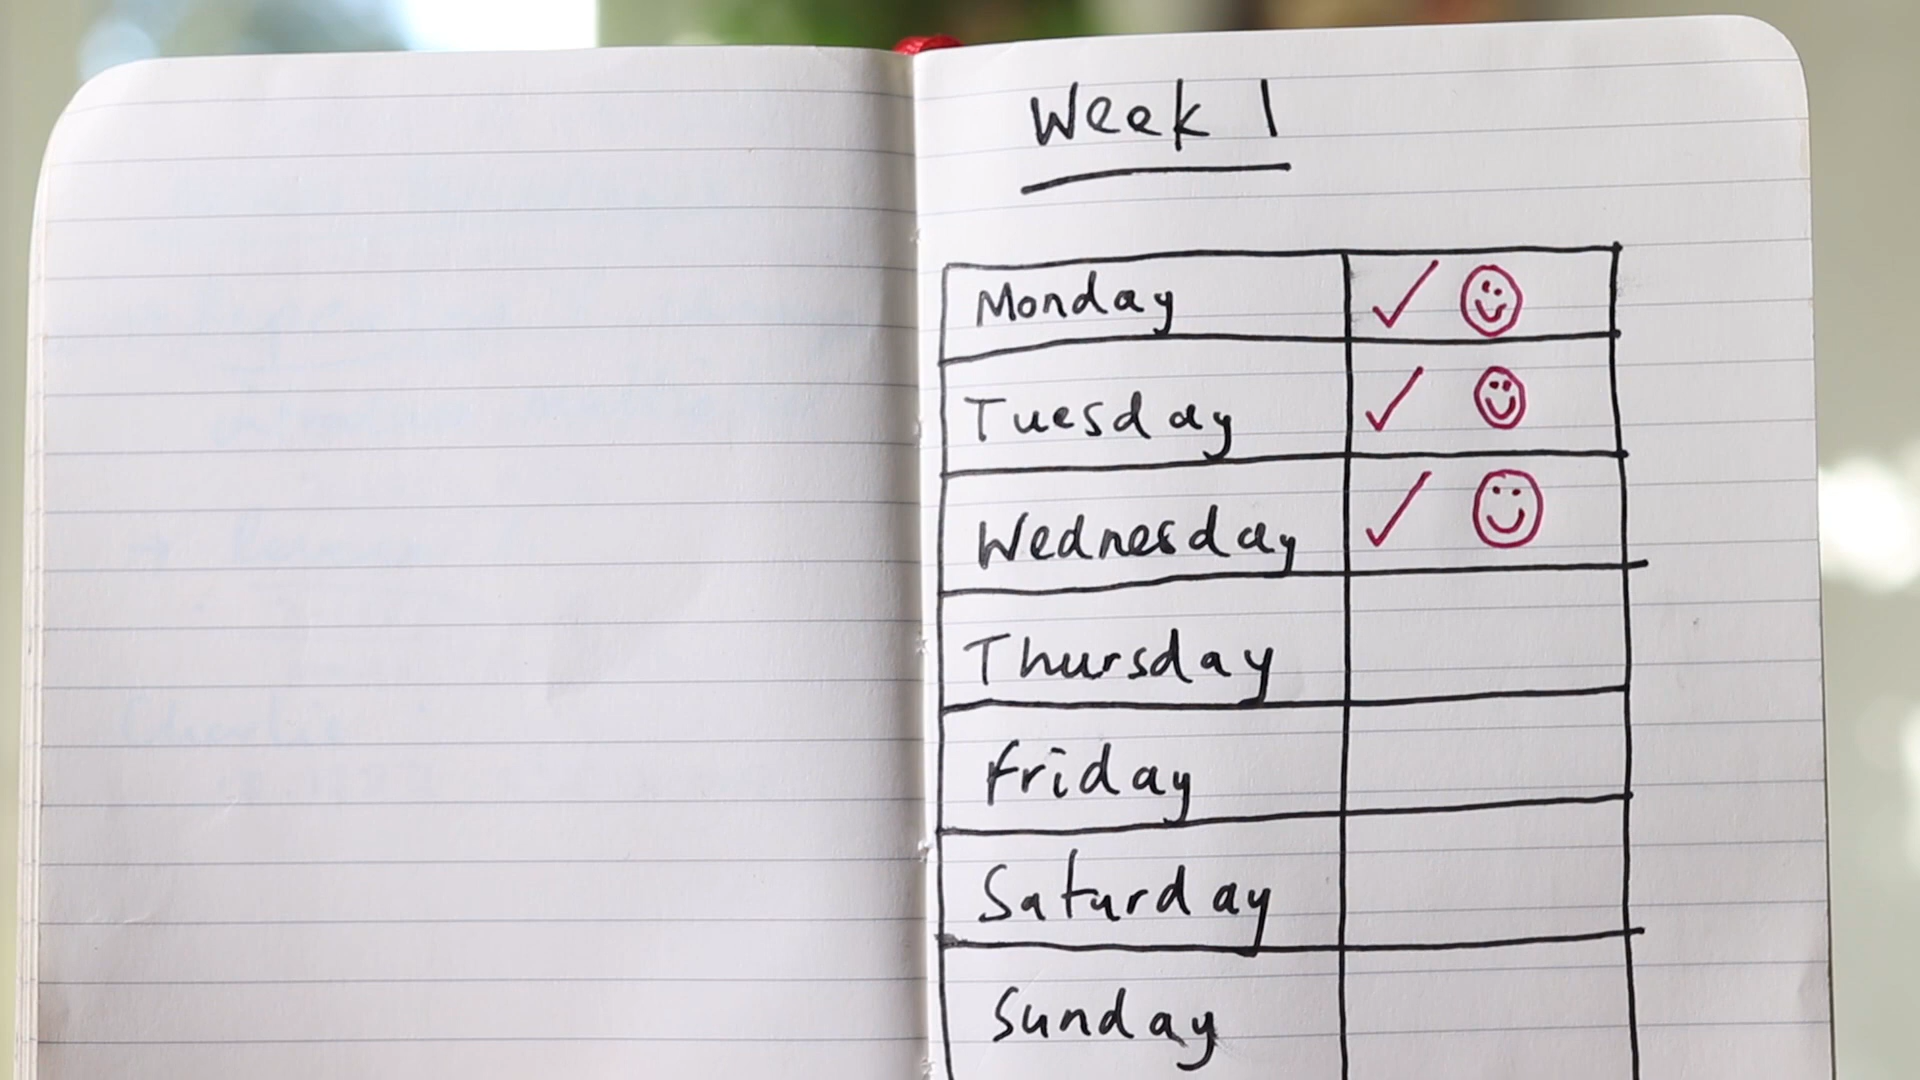 Week 1
Monday ✓ ☺
Tuesday ✓ ☺
Wednesday ✓ ☺
Thursday
Friday
Saturday
Sunday